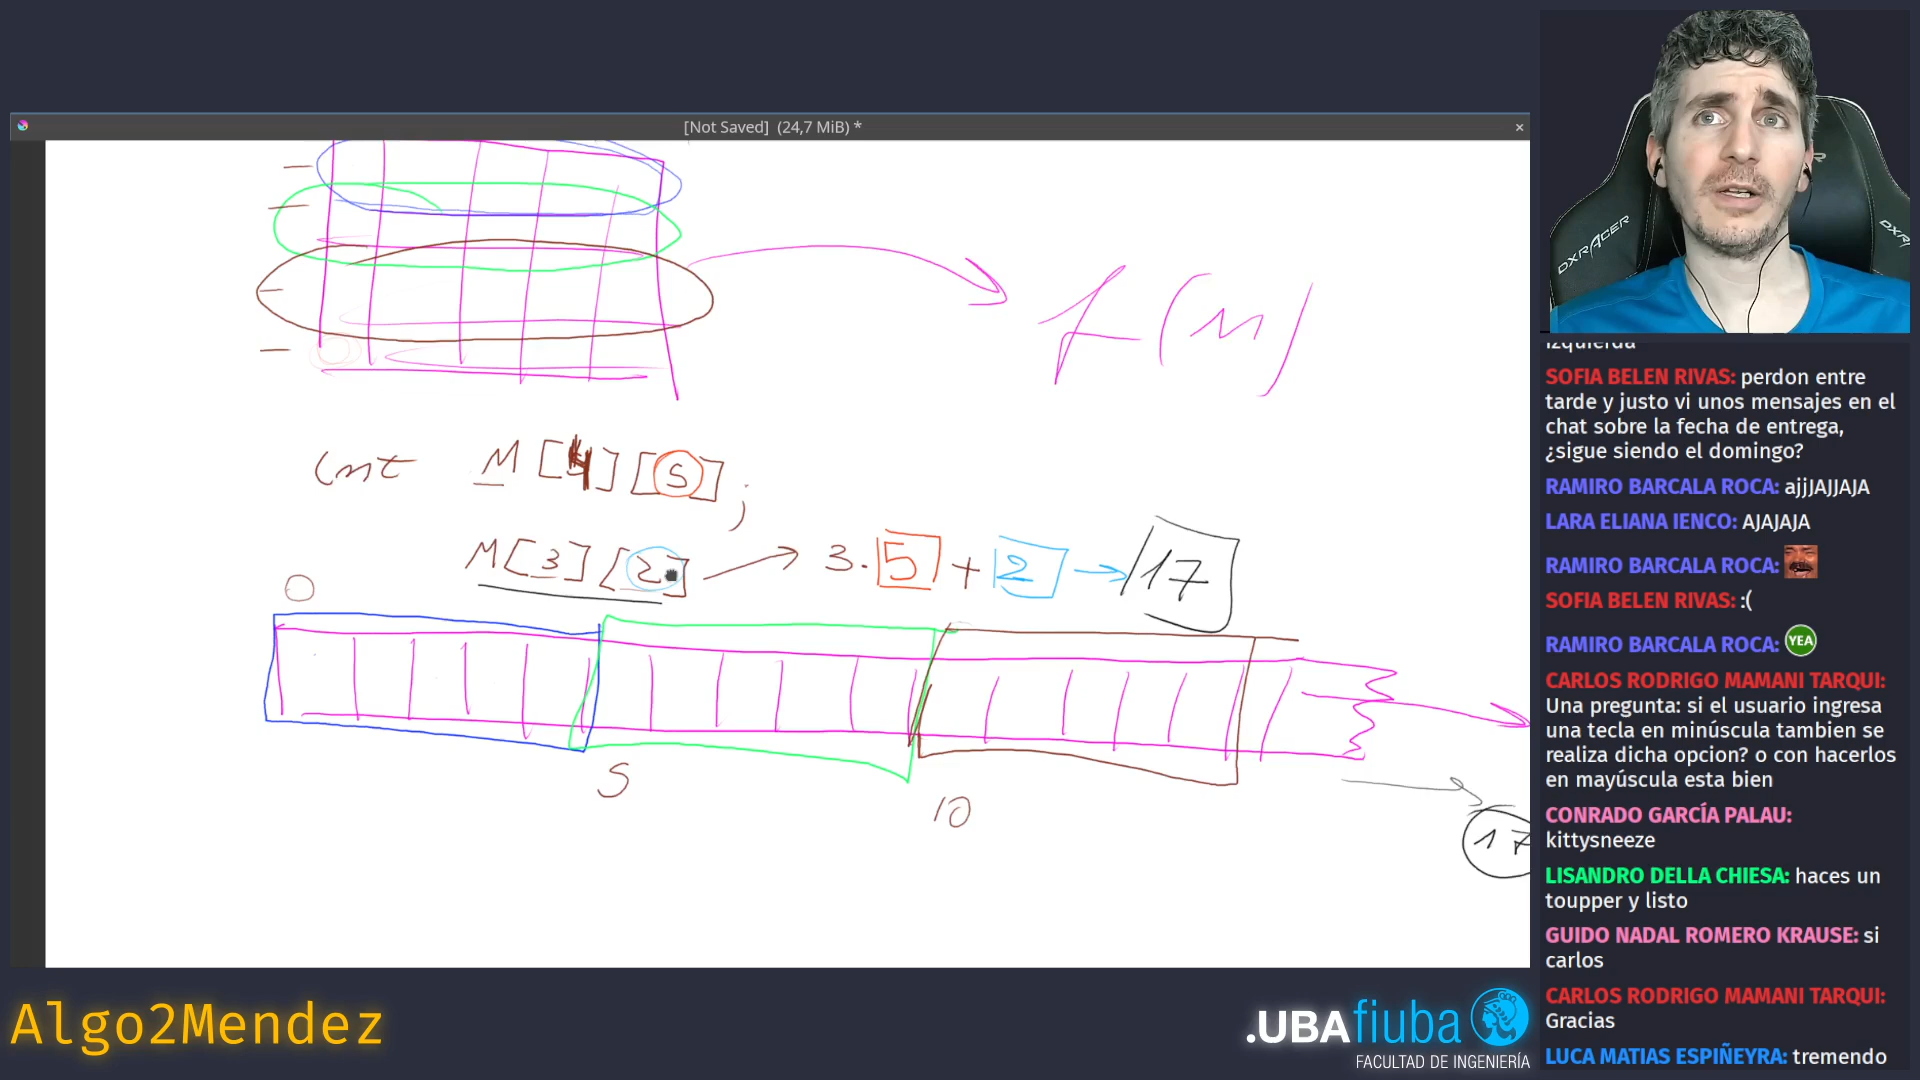 [Not Saved] (24,7 MiB) *
×
f(M)
int M[4][5];
M[3][2] → 3.5+2 → 17
0
5
10
17
DXRACER
izquierda
SOFIA BELEN RIVAS: perdon entre
tarde y justo vi unos mensajes en el
chat sobre la fecha de entrega,
¿sigue siendo el domingo?
RAMIRO BARCALA ROCA: ajjJAJJAJA
LARA ELIANA IENCO: AJAJAJA
RAMIRO BARCALA ROCA:
SOFIA BELEN RIVAS: :(
RAMIRO BARCALA ROCA: YEA
CARLOS RODRIGO MAMANI TARQUI:
Una pregunta: si el usuario ingresa
una tecla en minúscula tambien se
realiza dicha opcion? o con hacerlos
en mayúscula esta bien
CONRADO GARCÍA PALAU:
kittysneeze
LISANDRO DELLA CHIESA: haces un
toupper y listo
GUIDO NADAL ROMERO KRAUSE: si
carlos
CARLOS RODRIGO MAMANI TARQUI:
Gracias
LUCA MATIAS ESPIÑEYRA: tremendo
Algo2Mendez
.UBAfiuba
FACULTAD DE INGENIERÍA